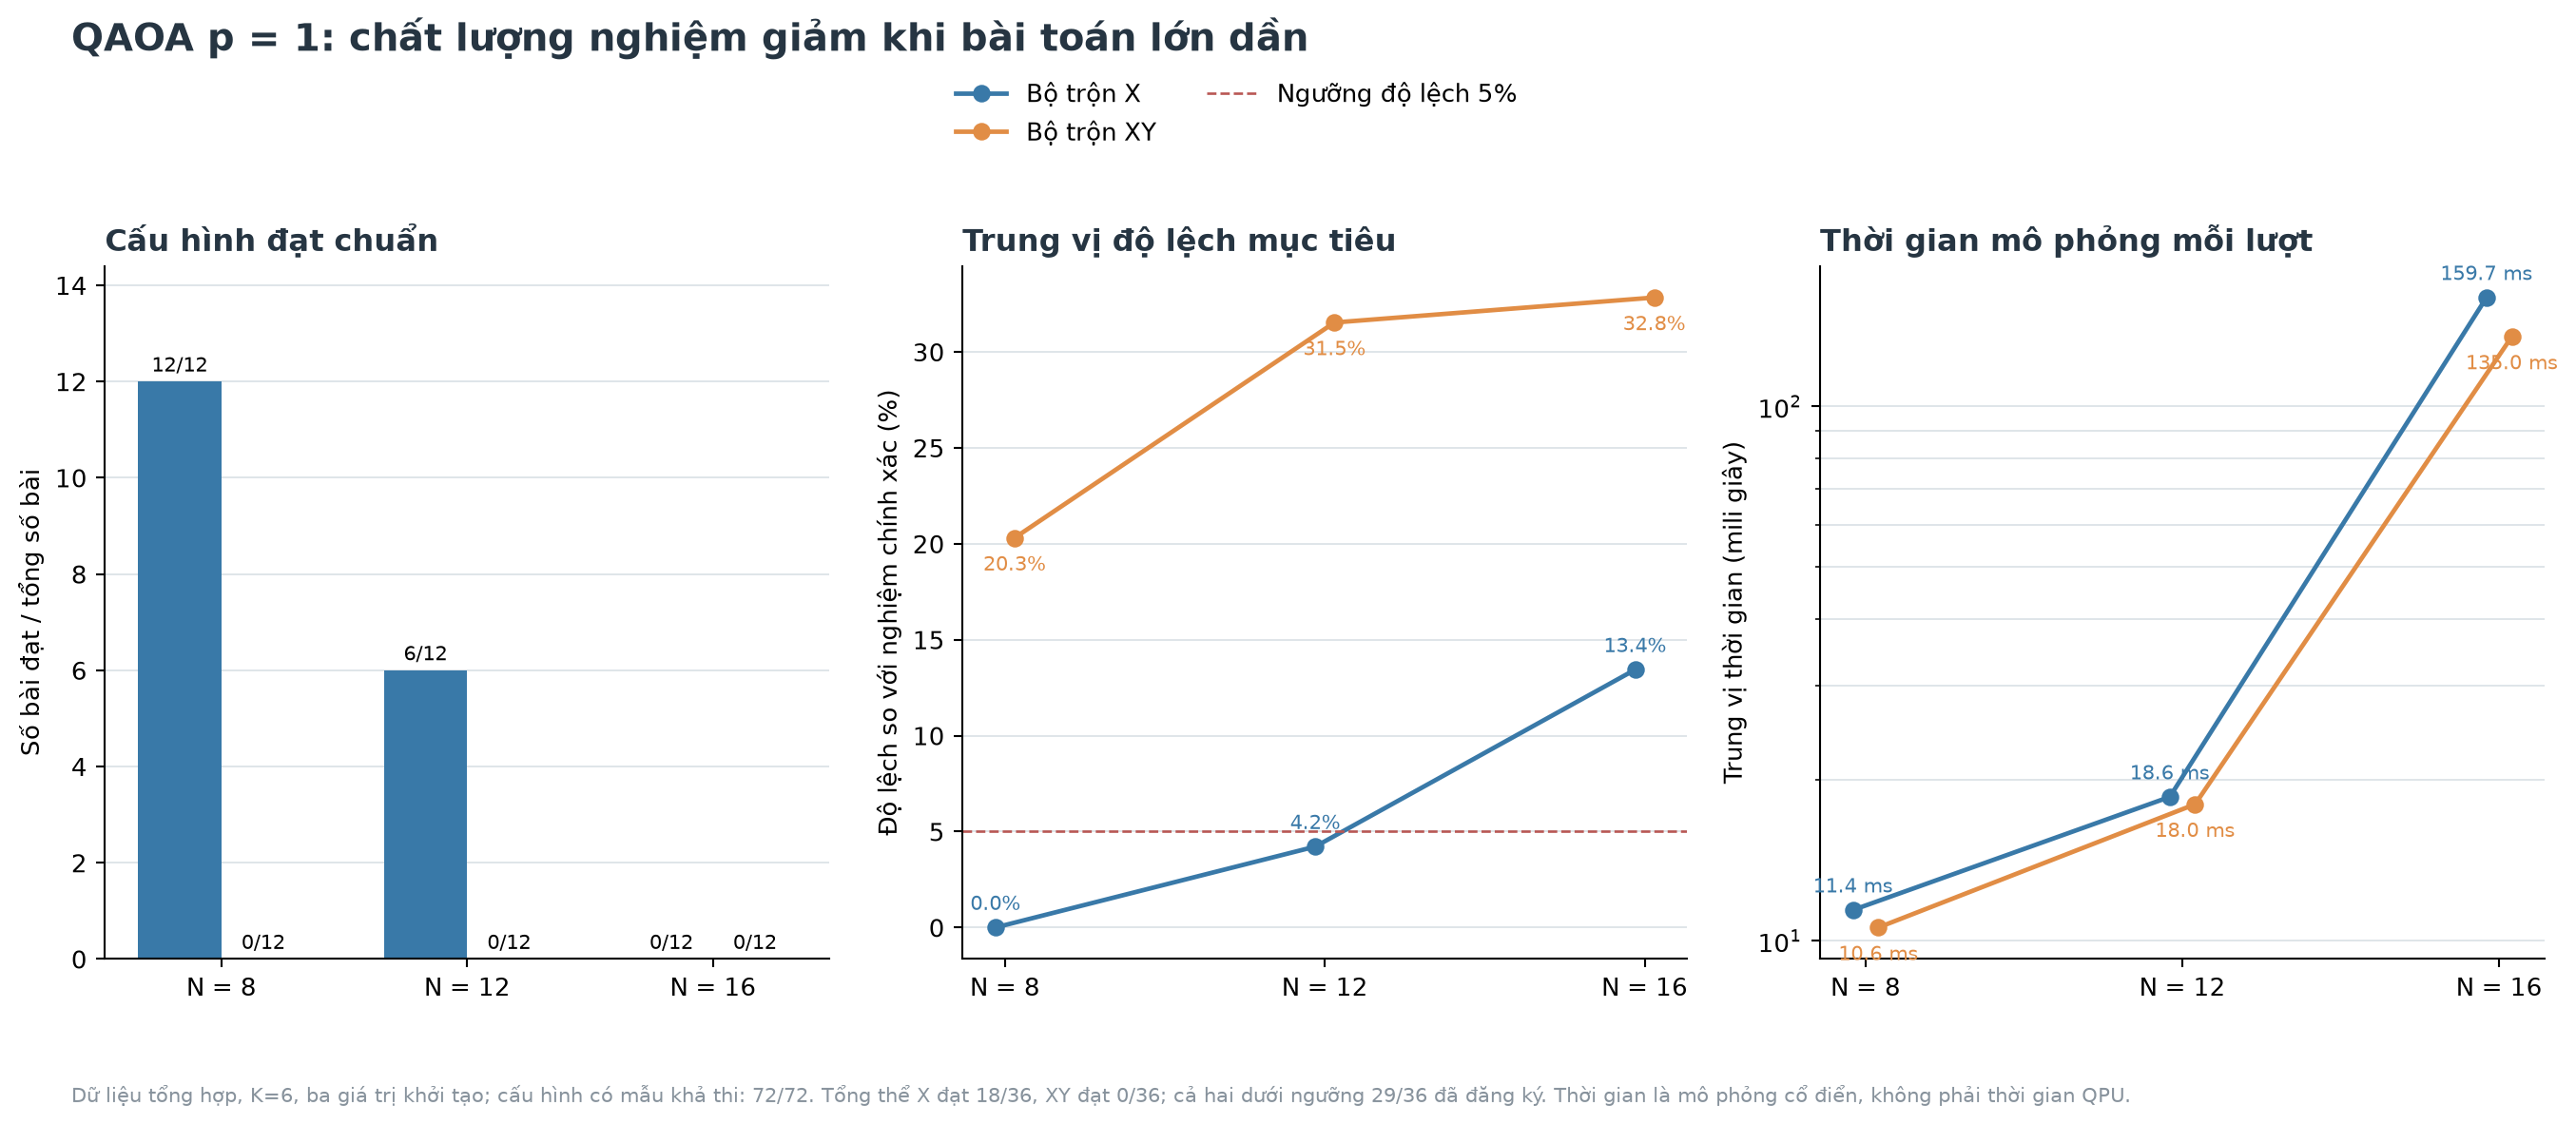 QAOA p = 1: chất lượng nghiệm giảm khi bài toán lớn dần
Bộ trộn X
Bộ trộn XY
Ngưỡng độ lệch 5%
Cấu hình đạt chuẩn
Số bài đạt / tổng số bài
14
12
10
8
6
4
2
0
12/12
0/12
6/12
0/12
0/12
0/12
N = 8
N = 12
N = 16
Trung vị độ lệch mục tiêu
Độ lệch so với nghiệm chính xác (%)
30
25
20
15
10
5
0
20.3%
31.5%
32.8%
0.0%
4.2%
13.4%
N = 8
N = 12
N = 16
Thời gian mô phỏng mỗi lượt
Trung vị thời gian (mili giây)
10²
10¹
159.7 ms
135.0 ms
18.6 ms
18.0 ms
11.4 ms
10.6 ms
N = 8
N = 12
N = 16
Dữ liệu tổng hợp, K=6, ba giá trị khởi tạo; cấu hình có mẫu khả thi: 72/72. Tổng thể X đạt 18/36, XY đạt 0/36; cả hai dưới ngưỡng 29/36 đã đăng ký. Thời gian là mô phỏng cổ điển, không phải thời gian QPU.